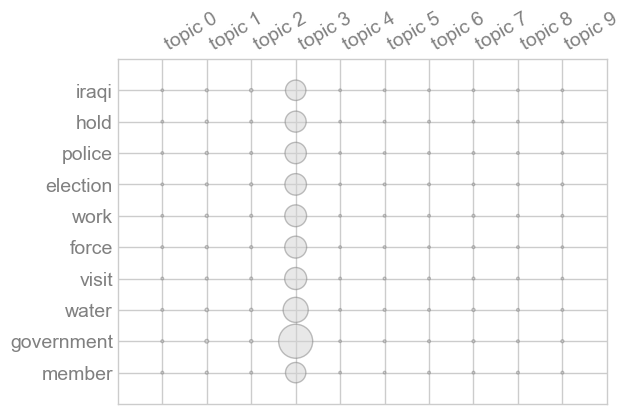 topic 0 topic 1 topic 2 topic 3 topic 4 topic 5 topic 6 topic 7 topic 8 topic 9
iraqi
hold
police
election
work
force
visit
water
government
member